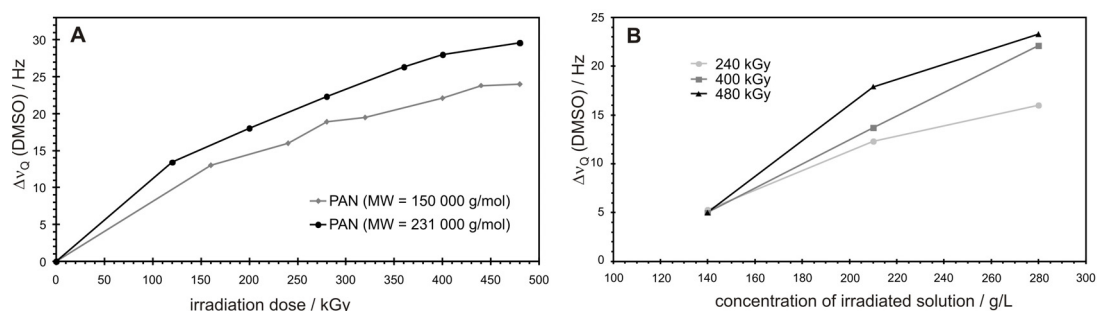 A
Δν_Q (DMSO) / Hz
30
25
20
15
10
5
0
PAN (MW = 150 000 g/mol)
PAN (MW = 231 000 g/mol)
0 50 100 150 200 250 300 350 400 450 500
irradiation dose / kGy
B
Δν_Q (DMSO) / Hz
25
20
15
10
5
0
240 kGy
400 kGy
480 kGy
100 120 140 160 180 200 220 240 260 280 300
concentration of irradiated solution / g/L